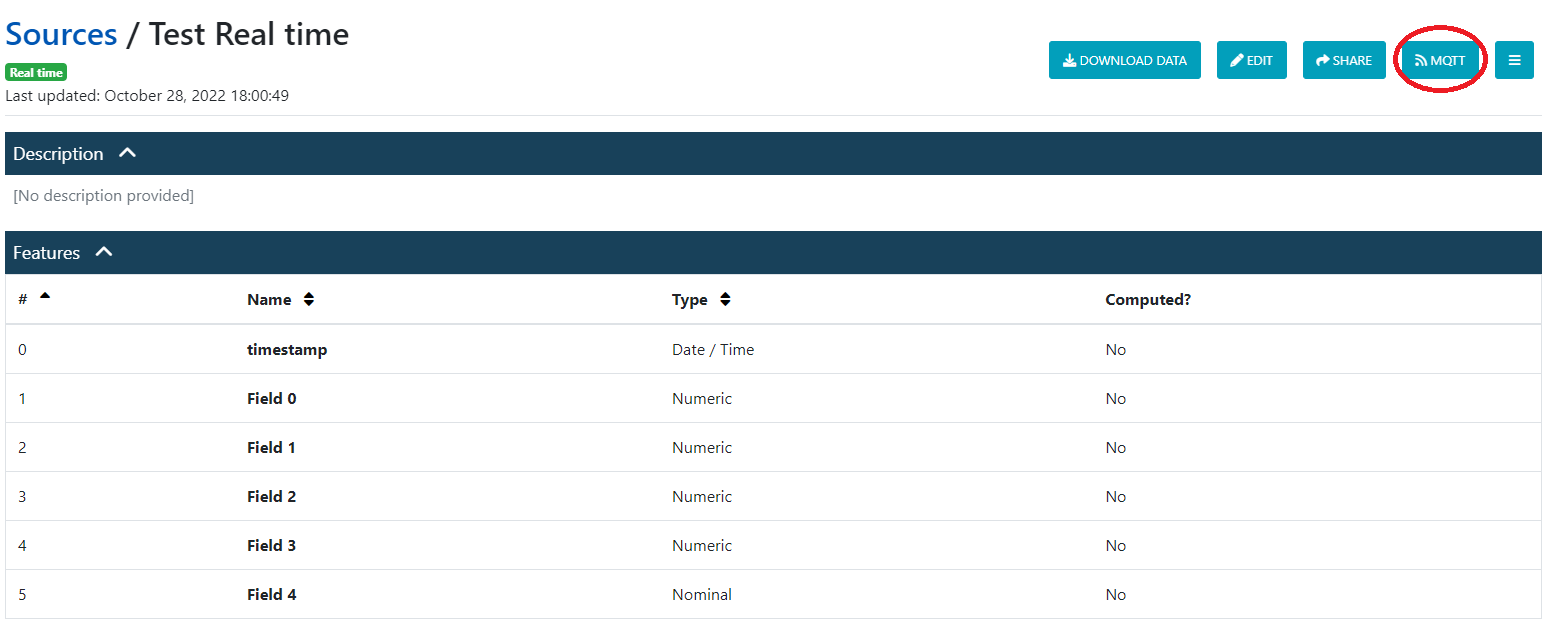 Sources / Test Real time
Real time
Last updated: October 28, 2022 18:00:49
DOWNLOAD DATA EDIT SHARE MQTT
Description
[No description provided]
Features
# Name Type Computed?
0 timestamp Date / Time No
1 Field 0 Numeric No
2 Field 1 Numeric No
3 Field 2 Numeric No
4 Field 3 Numeric No
5 Field 4 Nominal No